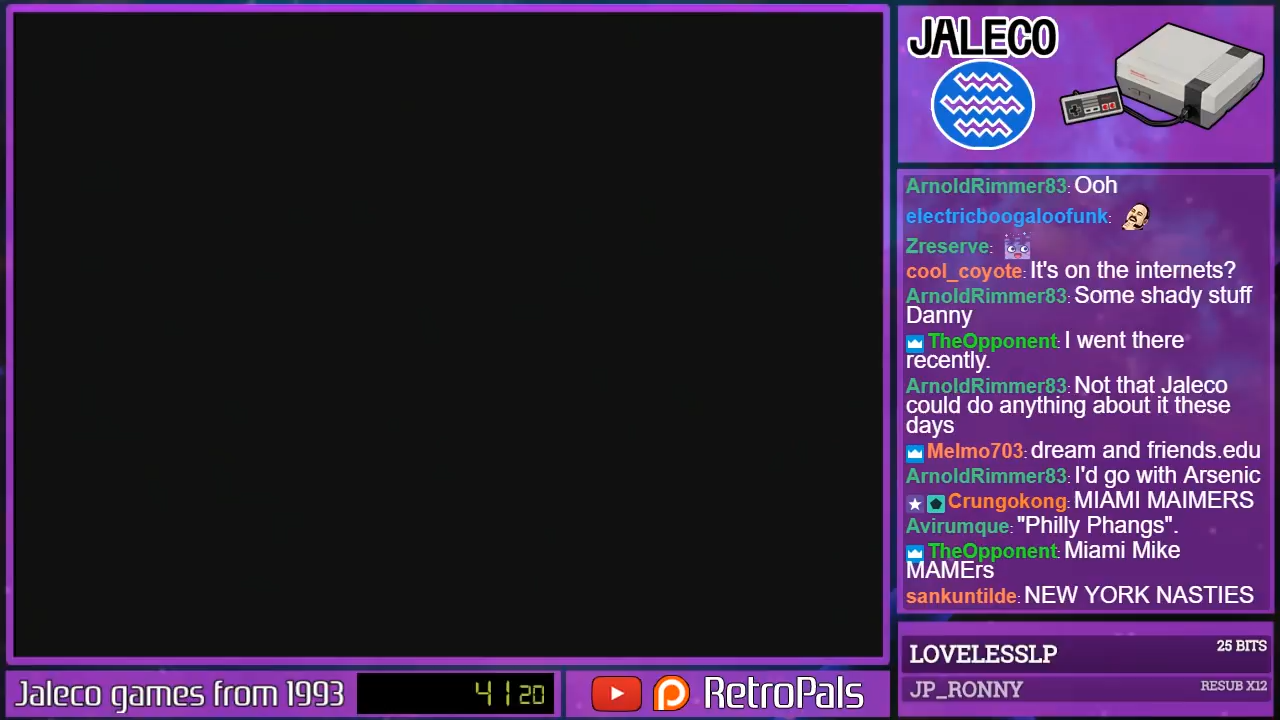 JALECO
ArnoldRimmer83: Ooh
electricboogaloofunk:
Zreserve:
cool_coyote: It's on the internets?
ArnoldRimmer83: Some shady stuff
Danny
TheOpponent: I went there
recently.
ArnoldRimmer83: Not that Jaleco
could do anything about it these
days
Melmo703: dream and friends.edu
ArnoldRimmer83: I'd go with Arsenic
Crungokong: MIAMI MAIMERS
Avirumque: "Philly Phangs".
TheOpponent: Miami Mike
MAMErs
sankuntilde: NEW YORK NASTIES
LOVELESSLP 25 BITS
JP_RONNY RESUB X12
Jaleco games from 1993 41 20 RetroPals